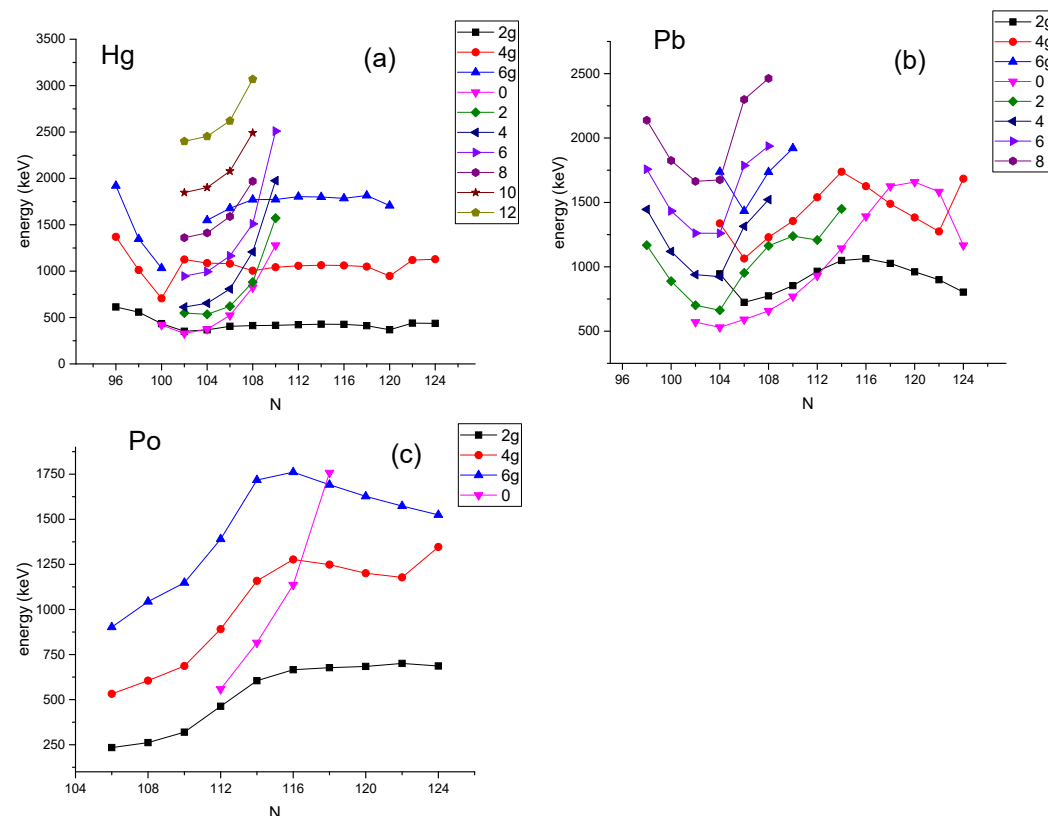 Hg
(a)
energy (keV)
3500
3000
2500
2000
1500
1000
500
0
96
100
104
108
112
116
120
124
N
2g
4g
6g
0
2
4
6
8
10
12
Pb
(b)
energy (keV)
2500
2000
1500
1000
500
96
100
104
108
112
116
120
124
N
2g
4g
6g
0
2
4
6
8
Po
(c)
energy (keV)
1750
1500
1250
1000
750
500
250
104
108
112
116
120
124
N
2g
4g
6g
0